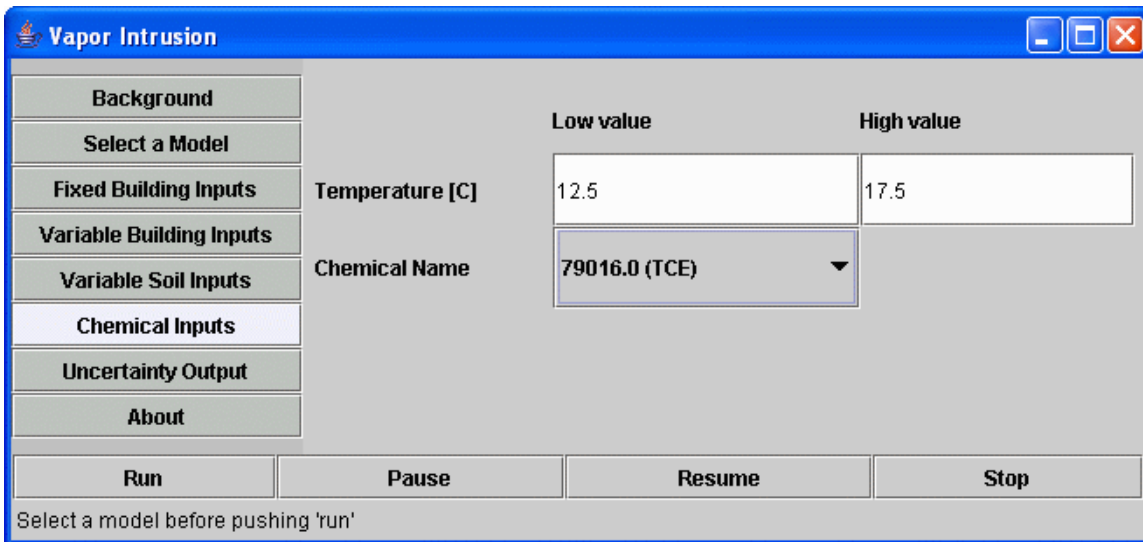 Vapor Intrusion
Background
Select a Model
Fixed Building Inputs
Variable Building Inputs
Variable Soil Inputs
Chemical Inputs
Uncertainty Output
About
Low value High value
Temperature [C] 12.5 17.5
Chemical Name 79016.0 (TCE)
Run Pause Resume Stop
Select a model before pushing 'run'